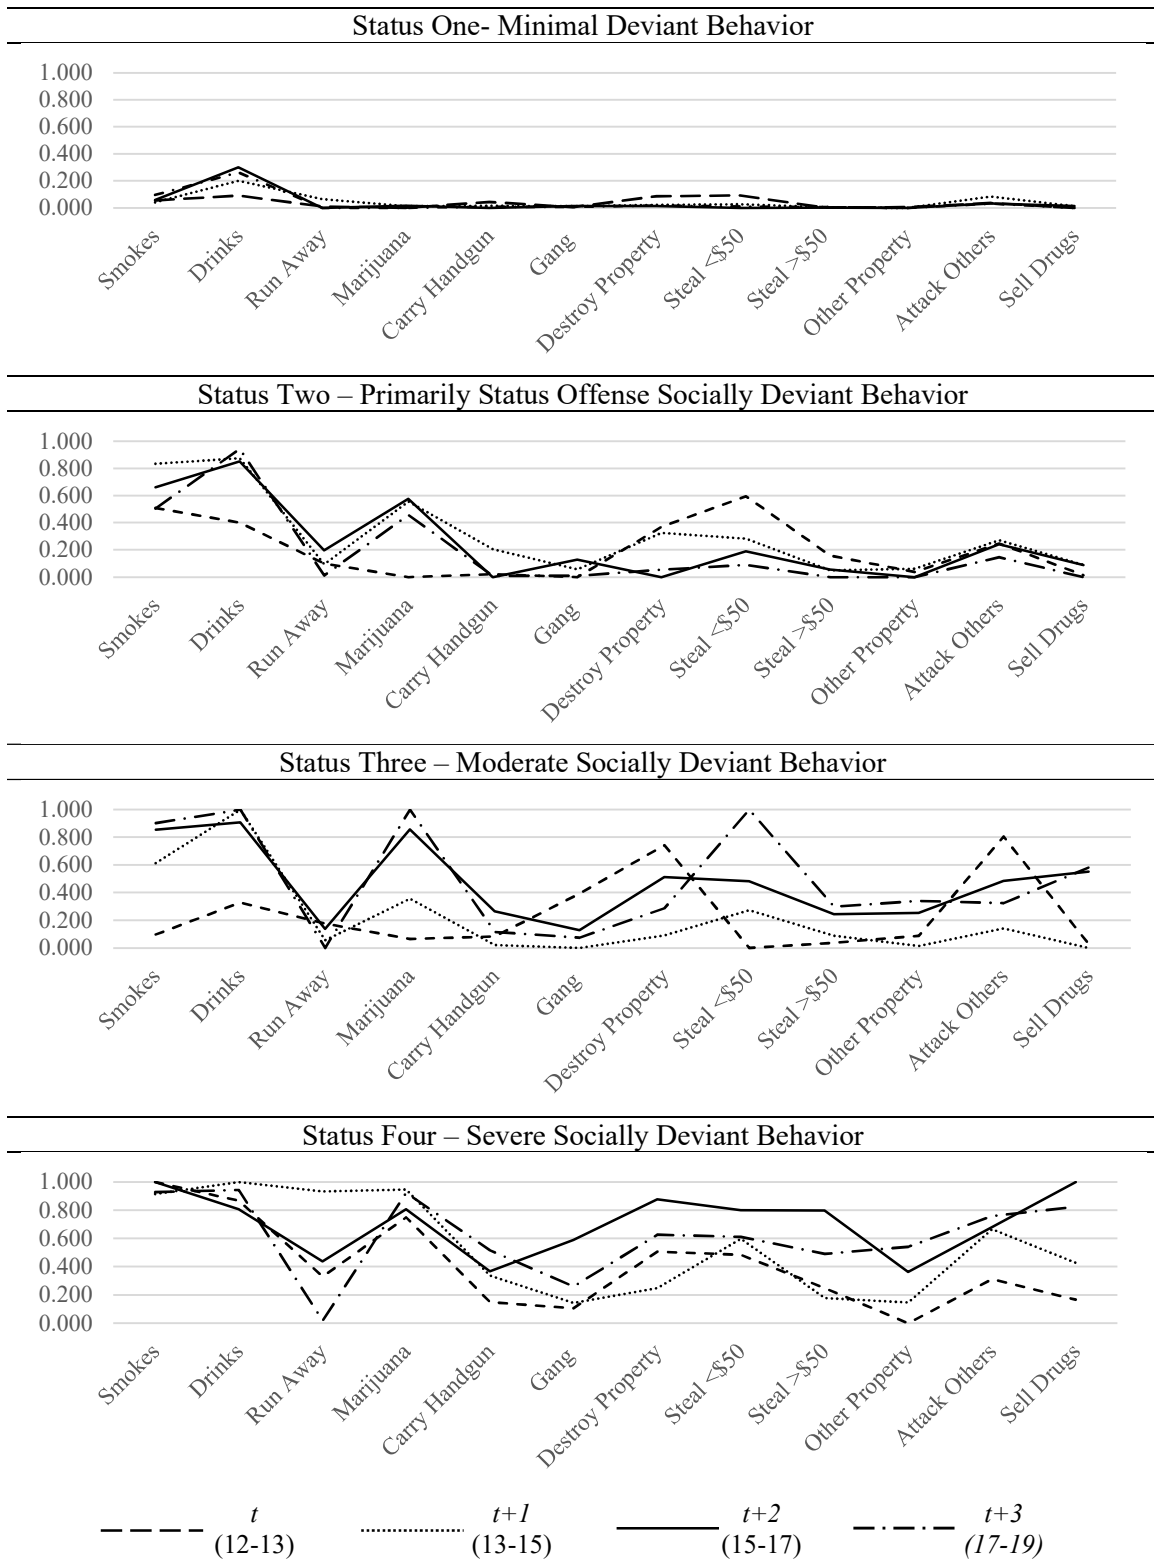 Status One- Minimal Deviant Behavior
1.000
0.800
0.600
0.400
0.200
0.000
Smokes
Drinks
Run Away
Marijuana
Carry Handgun
Gang
Destroy Property
Steal <$50
Steal >$50
Other Property
Attack Others
Sell Drugs
Status Two – Primarily Status Offense Socially Deviant Behavior
1.000
0.800
0.600
0.400
0.200
0.000
Smokes
Drinks
Run Away
Marijuana
Carry Handgun
Gang
Destroy Property
Steal <$50
Steal >$50
Other Property
Attack Others
Sell Drugs
Status Three – Moderate Socially Deviant Behavior
1.000
0.800
0.600
0.400
0.200
0.000
Smokes
Drinks
Run Away
Marijuana
Carry Handgun
Gang
Destroy Property
Steal <$50
Steal >$50
Other Property
Attack Others
Sell Drugs
Status Four – Severe Socially Deviant Behavior
1.000
0.800
0.600
0.400
0.200
0.000
Smokes
Drinks
Run Away
Marijuana
Carry Handgun
Gang
Destroy Property
Steal <$50
Steal >$50
Other Property
Attack Others
Sell Drugs
t
(12-13)
t+1
(13-15)
t+2
(15-17)
t+3
(17-19)